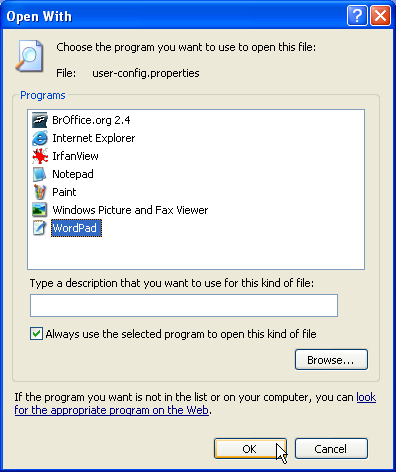 Open With
Choose the program you want to use to open this file:
File: user-config.properties
Programs
BrOffice.org 2.4
Internet Explorer
IrfanView
Notepad
Paint
Windows Picture and Fax Viewer
WordPad
Type a description that you want to use for this kind of file:
Always use the selected program to open this kind of file
Browse...
If the program you want is not in the list or on your computer, you can look
for the appropriate program on the Web.
OK
Cancel